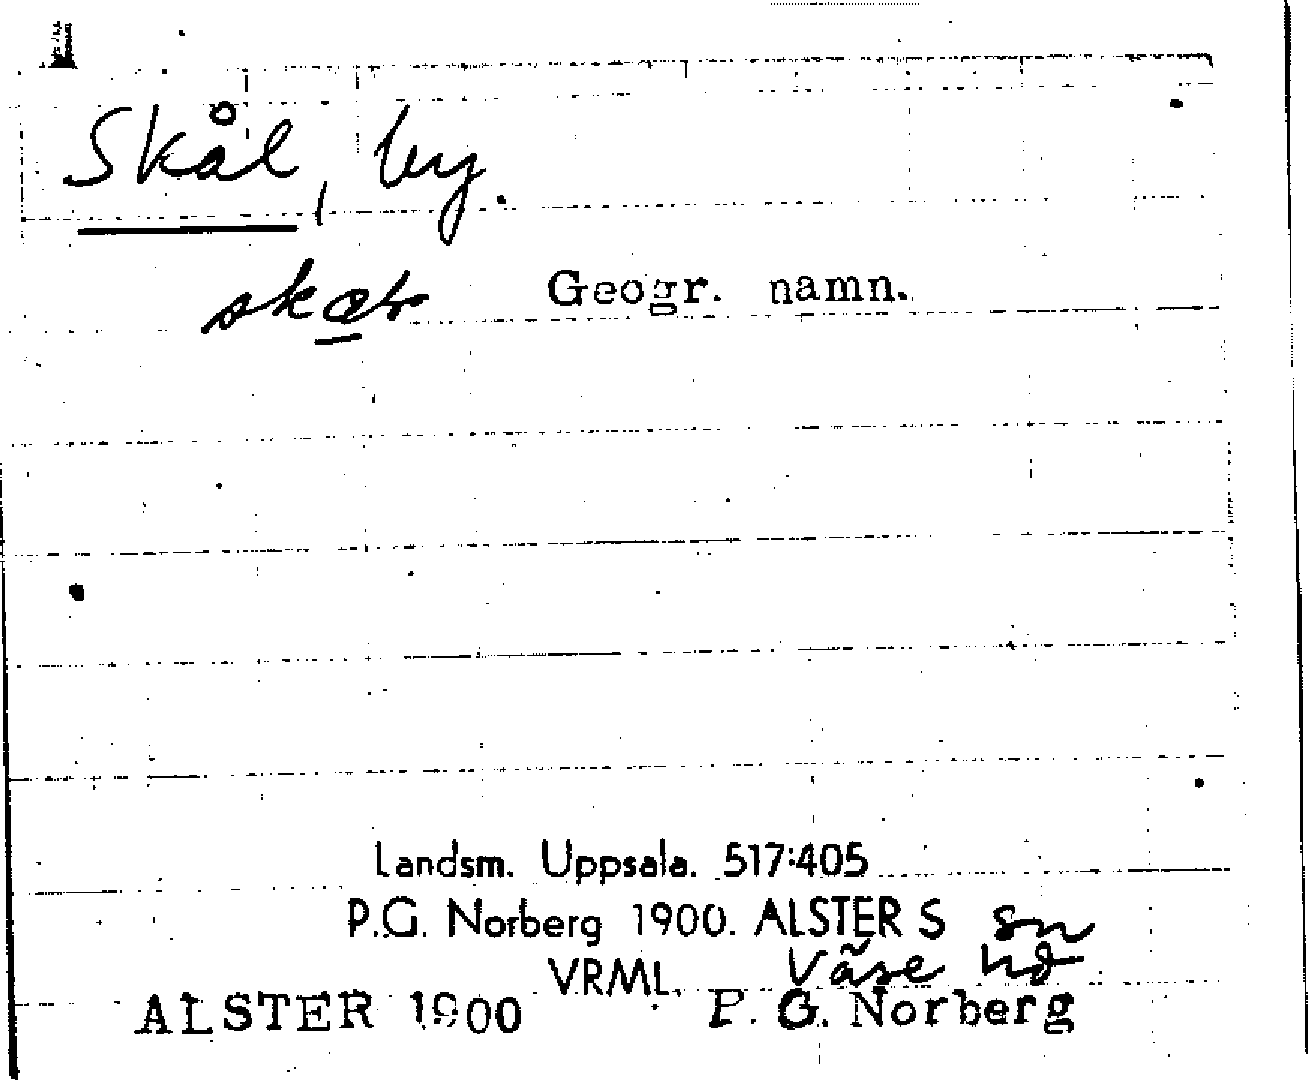 Skål, by.
Geogr. namn.
Landsm. Uppsala. 517:405
P.G. Norberg 1900. ALSTER S sn
VRML. Väse hd
ALSTER 1900 P. G. Norberg